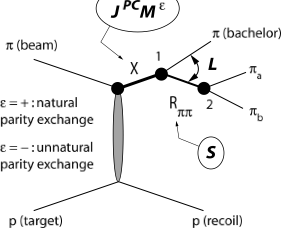 J^PC M^ε
π (beam)
π (bachelor)
1
X
L
π_a
R_ππ
2
π_b
ε = + : natural
parity exchange
ε = − : unnatural
parity exchange
S
p (target)
p (recoil)